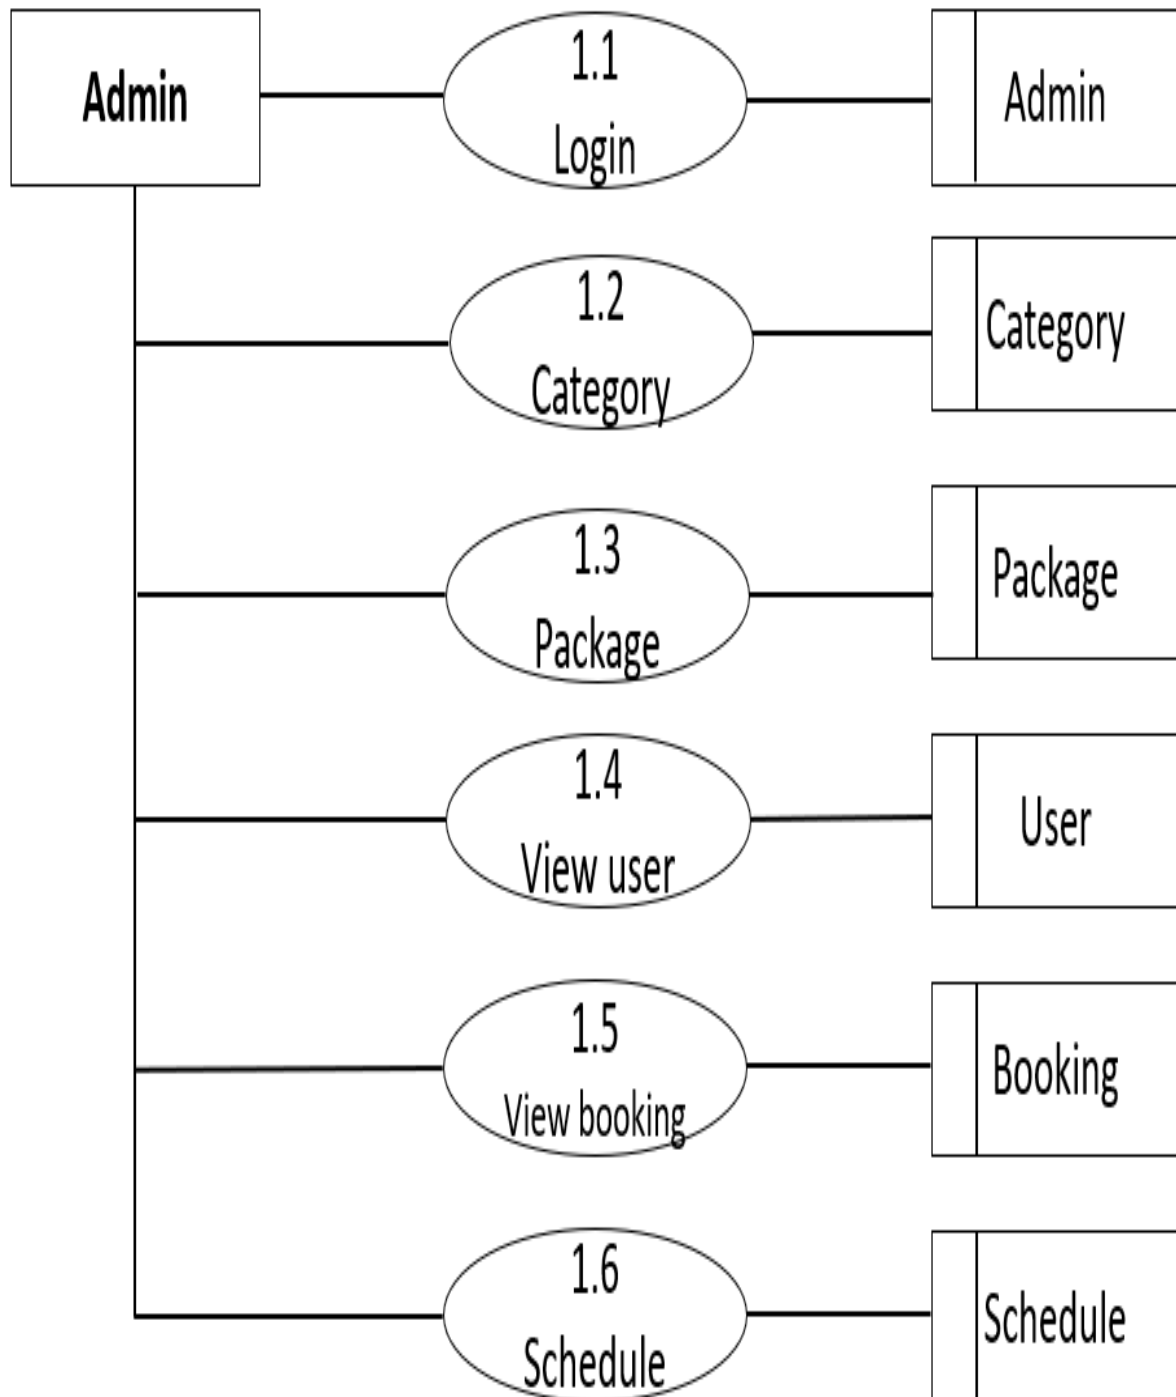 Admin
1.1
Login
Admin
1.2
Category
Category
1.3
Package
Package
1.4
View user
User
1.5
View booking
Booking
1.6
Schedule
Schedule